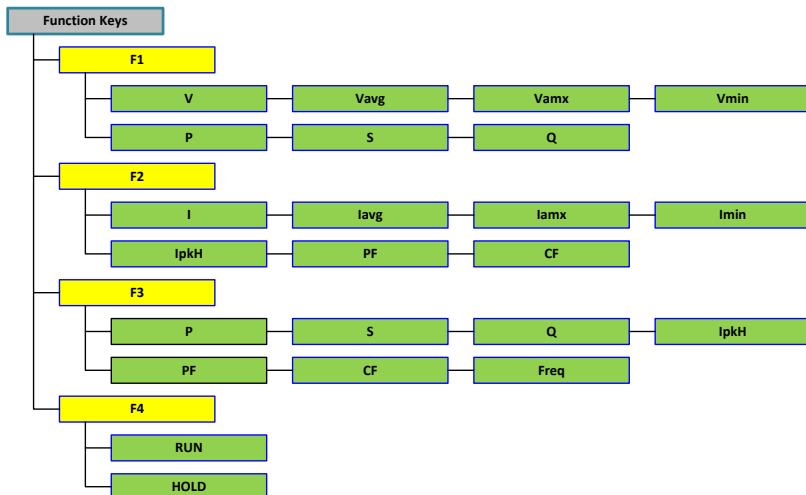 Function Keys
F1
V Vavg Vamx Vmin
P S Q
F2
I Iavg Iamx Imin
IpkH PF CF
F3
P S Q IpkH
PF CF Freq
F4
RUN
HOLD